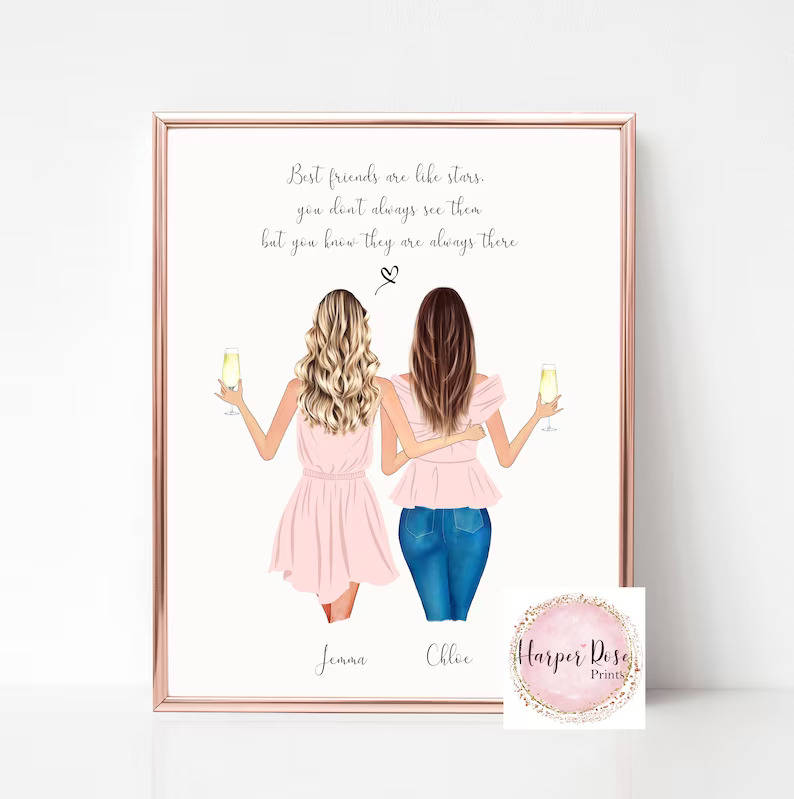 Best friends are like stars,
you don't always see them
but you know they are always there
Jemma
Chloe
Harper Rose
Prints